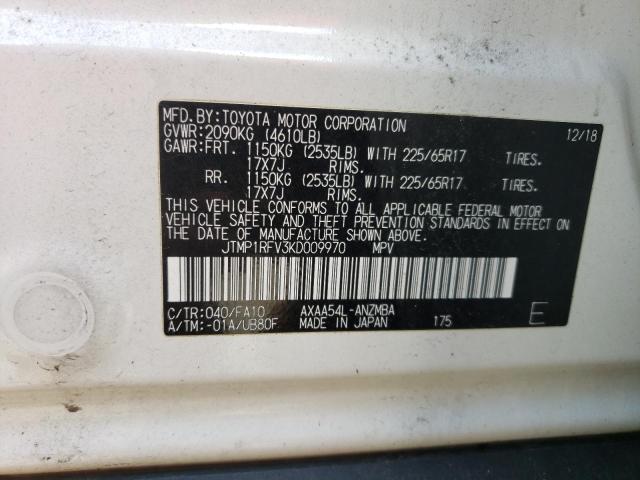 MFD. BY: TOYOTA MOTOR CORPORATION 12/18
GVWR: 2090KG (4610LB)
GAWR: FRT. 1150KG (2535LB) WITH 225/65R17 TIRES.
17X7J RIMS.
RR. 1150KG (2535LB) WITH 225/65R17 TIRES.
17X7J RIMS.
THIS VEHICLE CONFORMS TO ALL APPLICABLE FEDERAL MOTOR
VEHICLE SAFETY AND THEFT PREVENTION STANDARDS IN EFFECT ON
THE DATE OF MANUFACTURE SHOWN ABOVE.
JTMP1RFV3KD009970 MPV
C/TR: 040/FA10 AXAA54L-ANZMBA
A/TM: -01A/UB80F MADE IN JAPAN 175 E